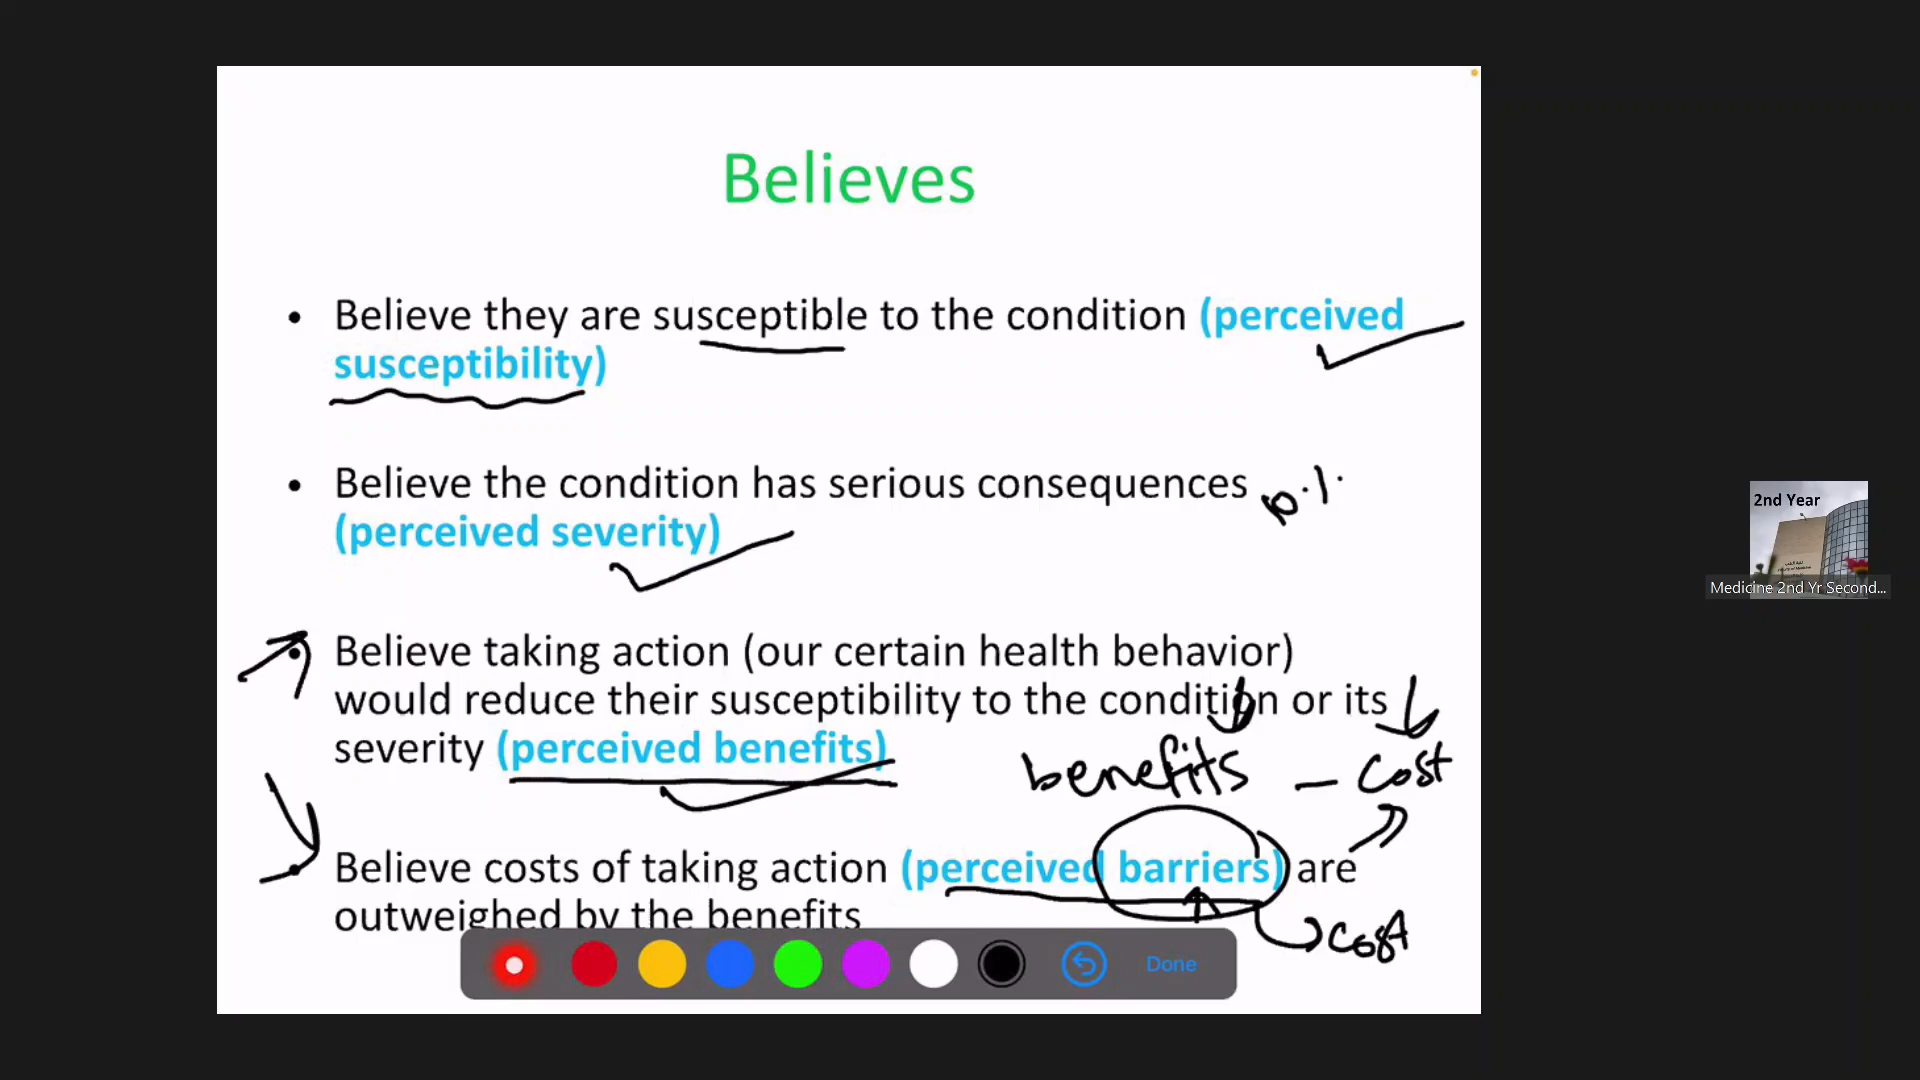 Believes
• Believe they are susceptible to the condition (perceived
susceptibility)
• Believe the condition has serious consequences
(perceived severity)
• Believe taking action (our certain health behavior)
would reduce their susceptibility to the condition or its
severity (perceived benefits)
benefits – cost
• Believe costs of taking action (perceived barriers) are
outweighed by the benefits
cost
Done
2nd Year
Medicine 2nd Yr Second...